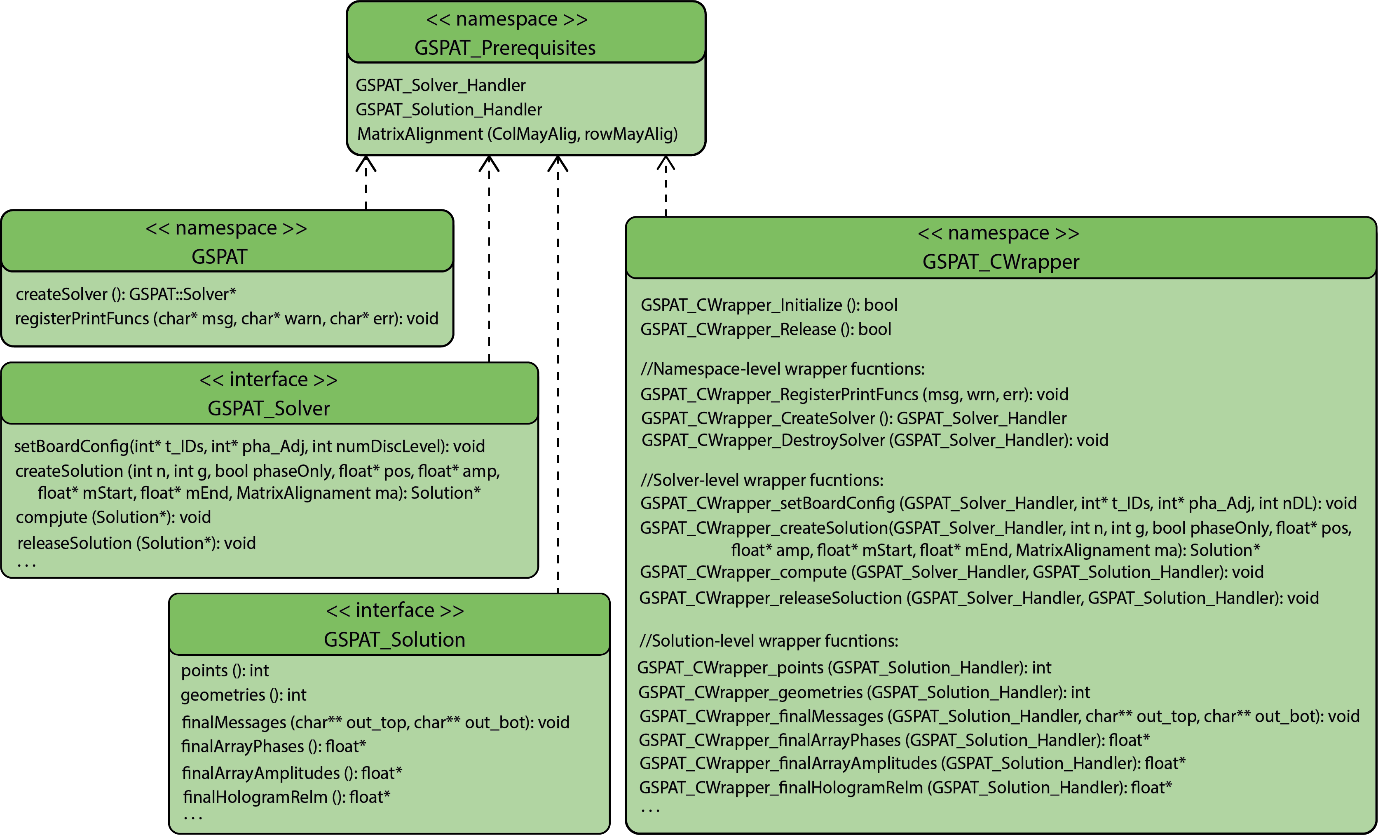 << namespace >>
GSPAT_Prerequisites
GSPAT_Solver_Handler
GSPAT_Solution_Handler
MatrixAlignment (ColMayAlig, rowMayAlig)
<< namespace >>
GSPAT
createSolver (): GSPAT::Solver*
registerPrintFuncs (char* msg, char* warn, char* err): void
<< interface >>
GSPAT_Solver
setBoardConfig(int* t_IDs, int* pha_Adj, int numDiscLevel): void
createSolution (int n, int g, bool phaseOnly, float* pos, float* amp,
float* mStart, float* mEnd, MatrixAlignament ma): Solution*
compjute (Solution*): void
releaseSolution (Solution*): void
...
<< interface >>
GSPAT_Solution
points (): int
geometries (): int
finalMessages (char** out_top, char** out_bot): void
finalArrayPhases (): float*
finalArrayAmplitudes (): float*
finalHologramReIm (): float*
...
<< namespace >>
GSPAT_CWrapper
GSPAT_CWrapper_Initialize (): bool
GSPAT_CWrapper_Release (): bool
//Namespace-level wrapper fucntions:
GSPAT_CWrapper_RegisterPrintFuncs (msg, wrn, err): void
GSPAT_CWrapper_CreateSolver (): GSPAT_Solver_Handler
GSPAT_CWrapper_DestroySolver (GSPAT_Solver_Handler): void
//Solver-level wrapper fucntions:
GSPAT_CWrapper_setBoardConfig (GSPAT_Solver_Handler, int* t_IDs, int* pha_Adj, int nDL): void
GSPAT_CWrapper_createSolution(GSPAT_Solver_Handler, int n, int g, bool phaseOnly, float* pos,
float* amp, float* mStart, float* mEnd, MatrixAlignament ma): Solution*
GSPAT_CWrapper_compute (GSPAT_Solver_Handler, GSPAT_Solution_Handler): void
GSPAT_CWrapper_releaseSoluction (GSPAT_Solver_Handler, GSPAT_Solution_Handler): void
//Solution-level wrapper fucntions:
GSPAT_CWrapper_points (GSPAT_Solution_Handler): int
GSPAT_CWrapper_geometries (GSPAT_Solution_Handler): int
GSPAT_CWrapper_finalMessages (GSPAT_Solution_Handler, char** out_top, char** out_bot): void
GSPAT_CWrapper_finalArrayPhases (GSPAT_Solution_Handler): float*
GSPAT_CWrapper_finalArrayAmplitudes (GSPAT_Solution_Handler): float*
GSPAT_CWrapper_finalHologramReIm (GSPAT_Solution_Handler): float*
...